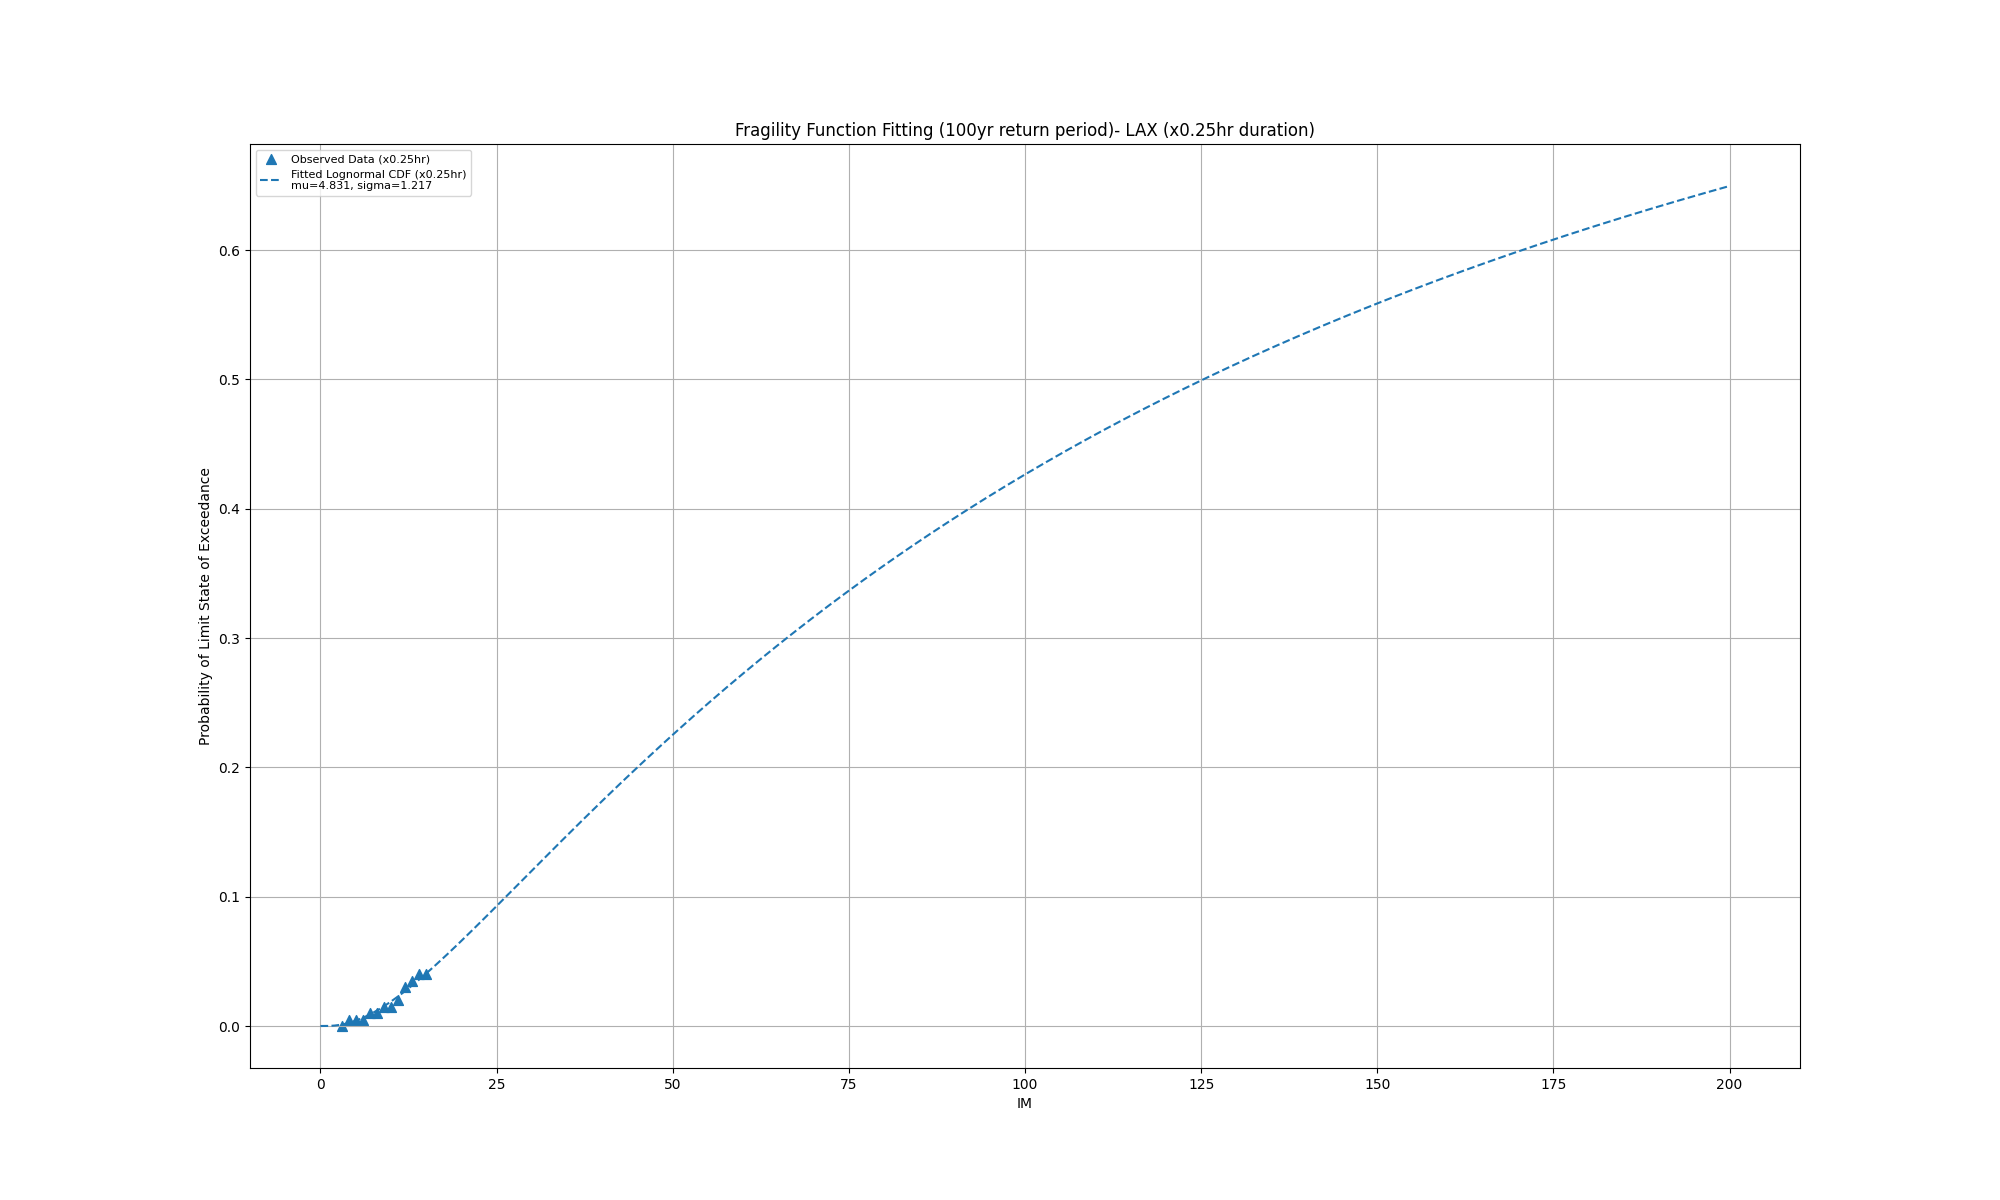 Fragility Function Fitting (100yr return period)- LAX (x0.25hr duration)
Observed Data (x0.25hr)
Fitted Lognormal CDF (x0.25hr)
mu=4.831, sigma=1.217
Probability of Limit State of Exceedance
0.6
0.5
0.4
0.3
0.2
0.1
0.0
0 25 50 75 100 125 150 175 200
IM